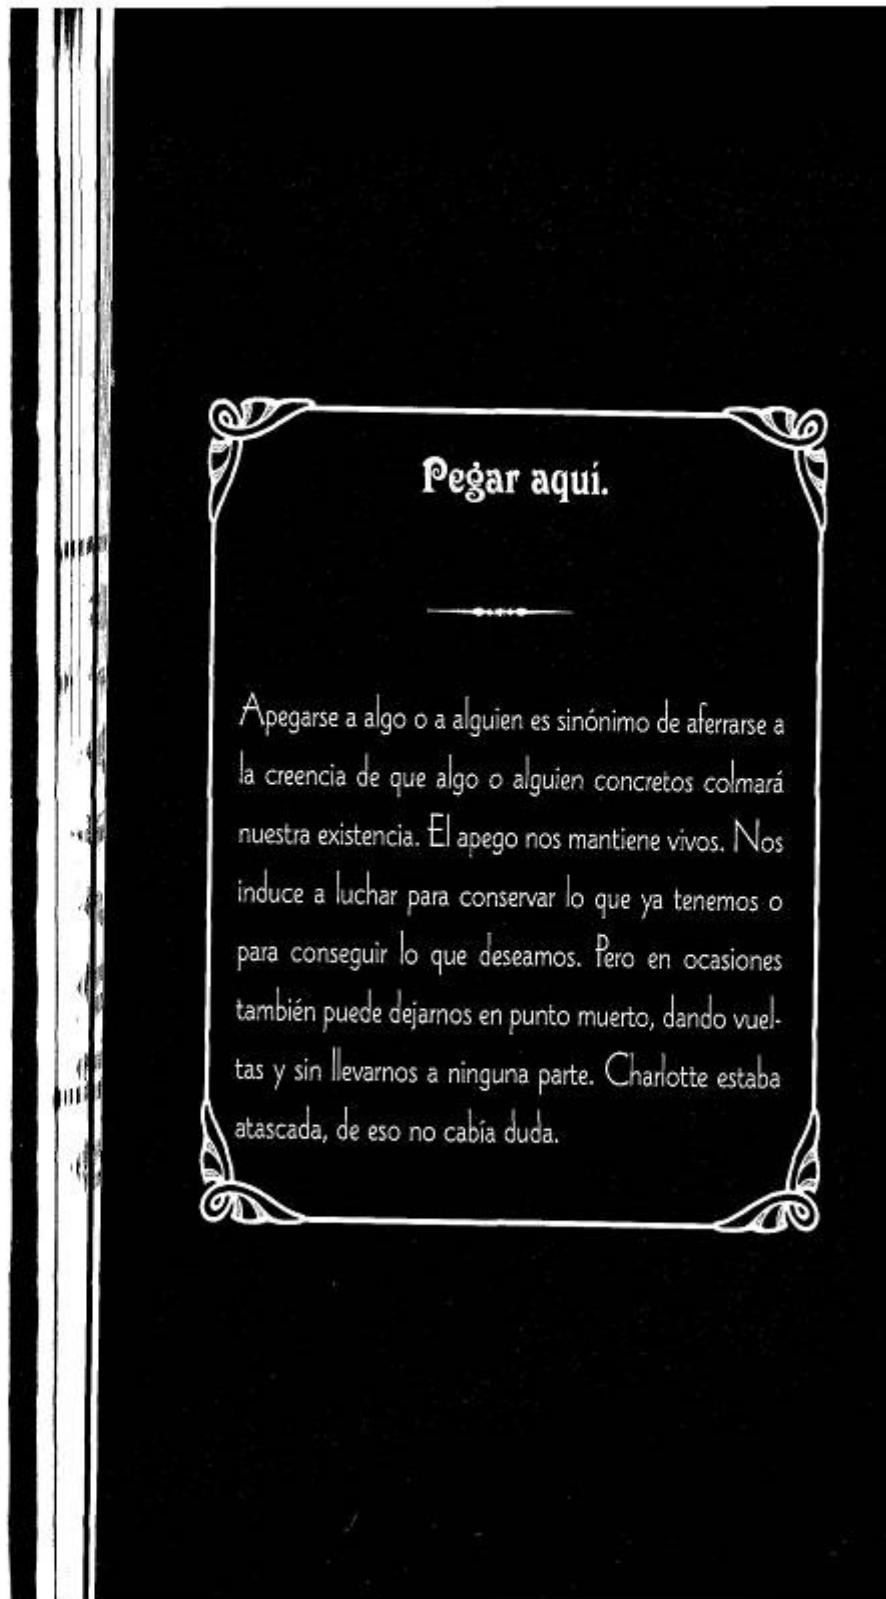 Pegar aquí.
Apegarse a algo o a alguien es sinónimo de aferrarse a
la creencia de que algo o alguien concretos colmará
nuestra existencia. El apego nos mantiene vivos. Nos
induce a luchar para conservar lo que ya tenemos o
para conseguir lo que deseamos. Pero en ocasiones
también puede dejarnos en punto muerto, dando vuel-
tas y sin llevarnos a ninguna parte. Charlotte estaba
atascada, de eso no cabía duda.